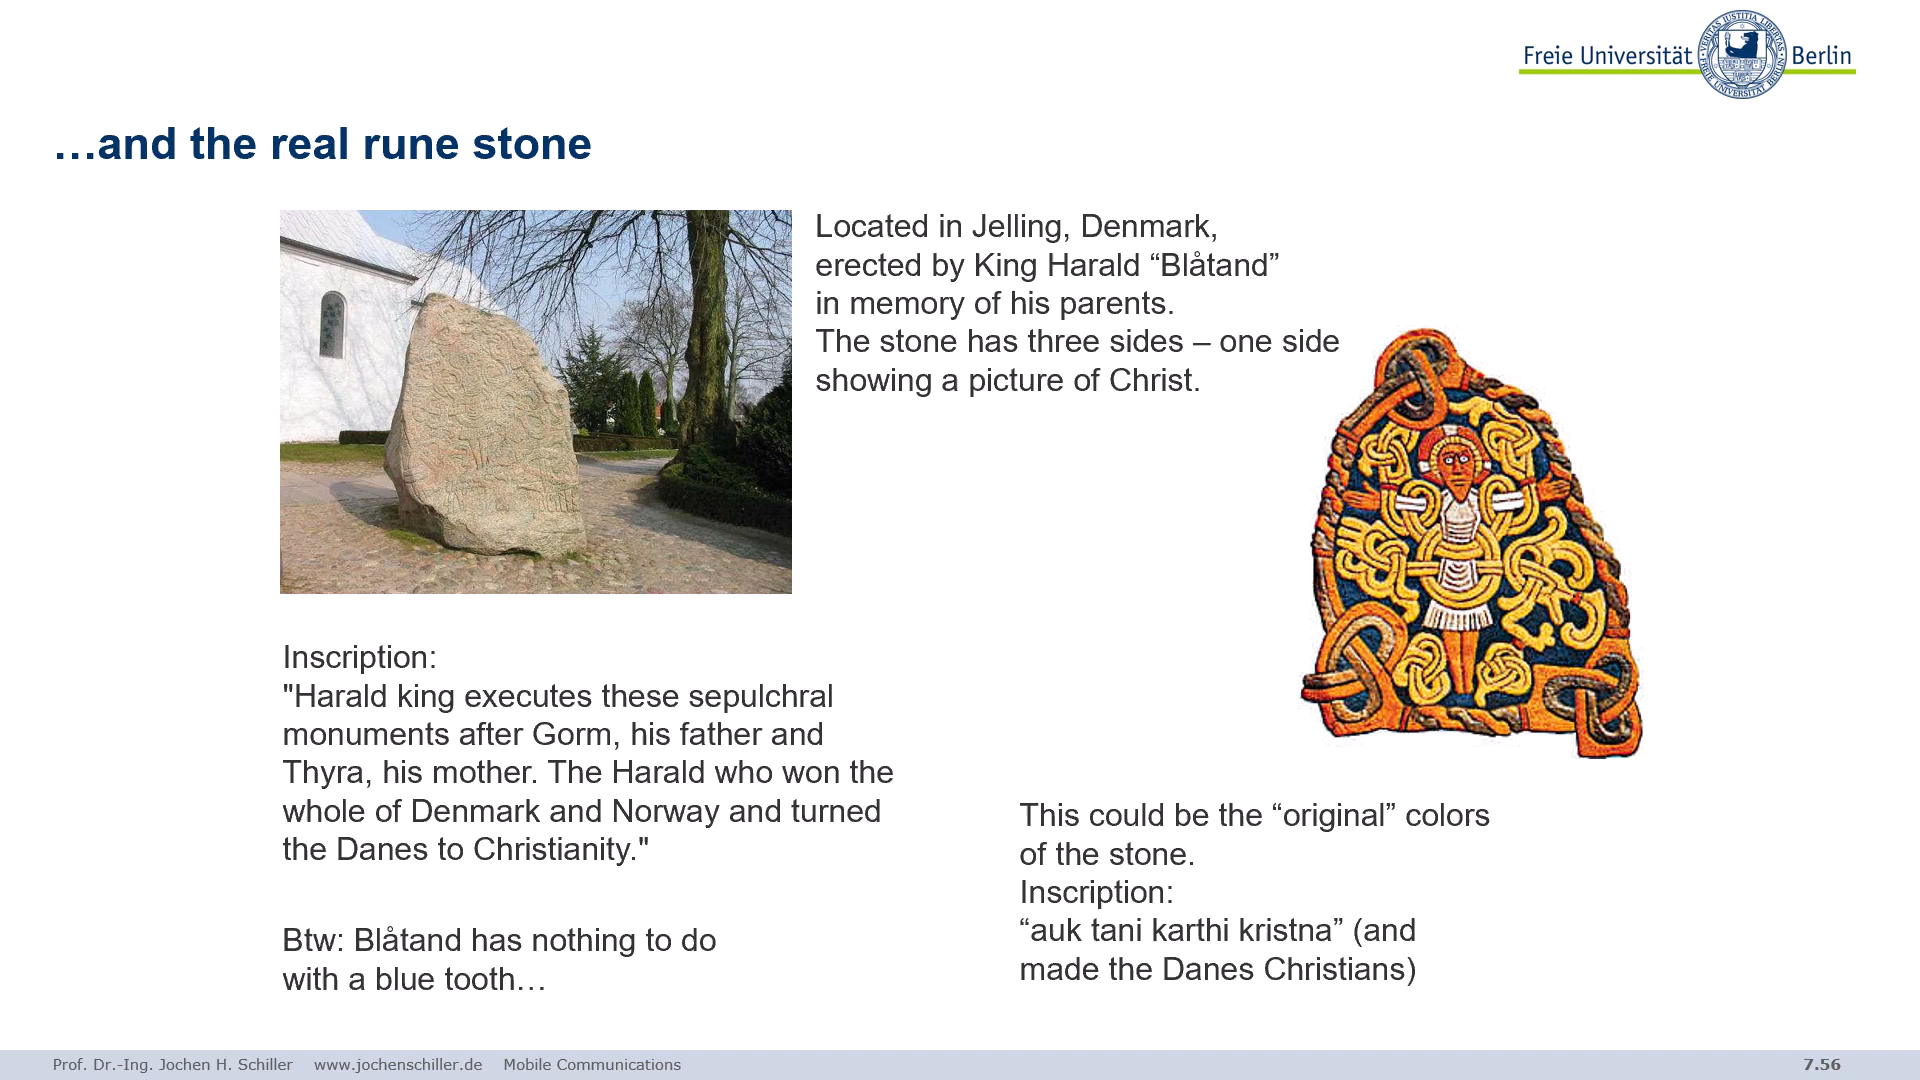 Freie Universität Berlin
…and the real rune stone
Located in Jelling, Denmark,
erected by King Harald “Blåtand”
in memory of his parents.
The stone has three sides – one side
showing a picture of Christ.
Inscription:
"Harald king executes these sepulchral
monuments after Gorm, his father and
Thyra, his mother. The Harald who won the
whole of Denmark and Norway and turned
the Danes to Christianity."
Btw: Blåtand has nothing to do
with a blue tooth…
This could be the “original” colors
of the stone.
Inscription:
“auk tani karthi kristna” (and
made the Danes Christians)
Prof. Dr.-Ing. Jochen H. Schiller www.jochenschiller.de Mobile Communications 7.56